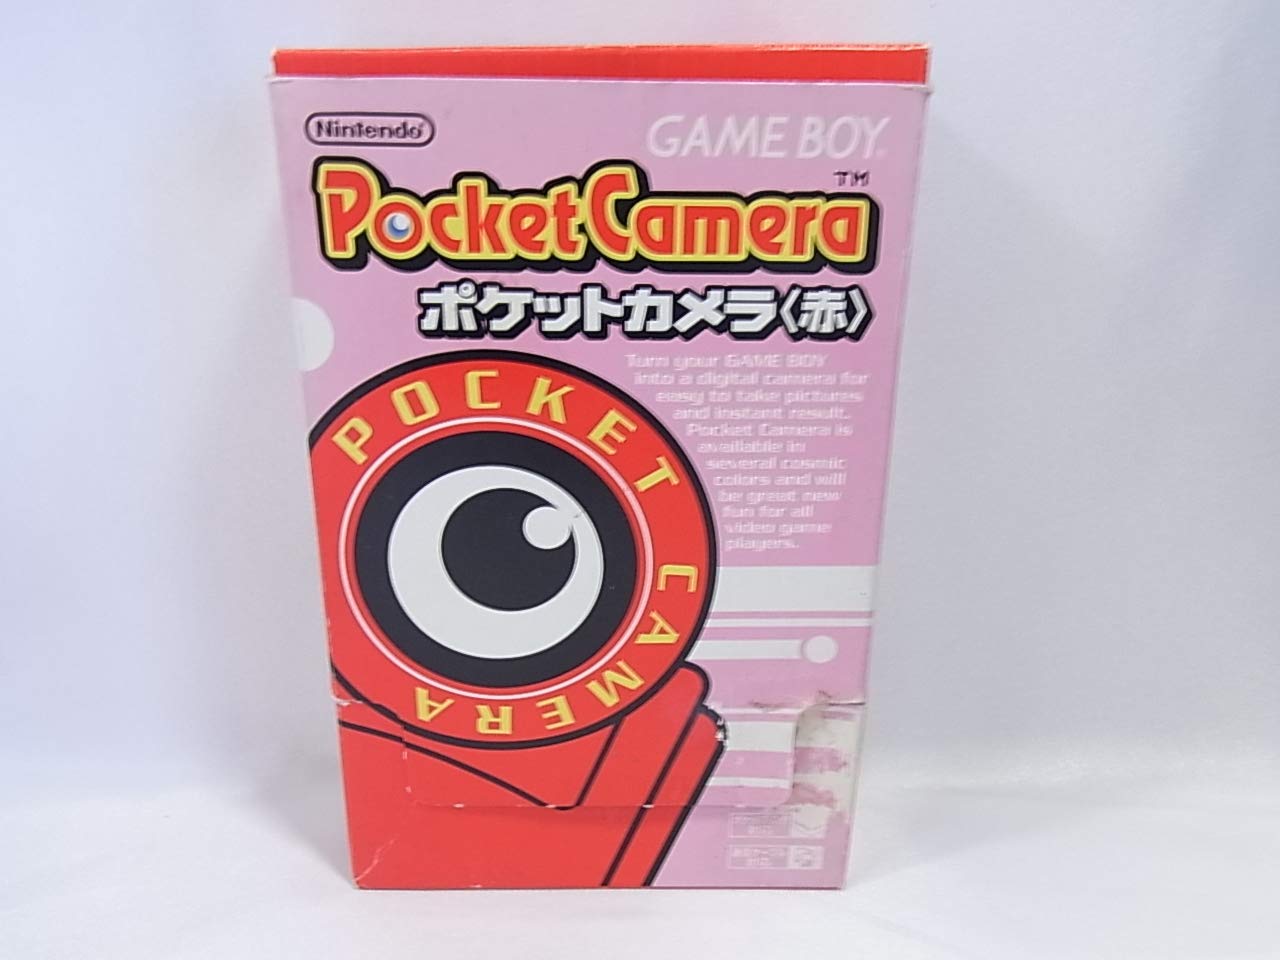 Nintendo
GAME BOY
TM
PocketCamera
ポケットカメラ〈赤〉
Turn your GAME BOY
into a digital camera for
easy to take pictures
and instant result.
Pocket Camera is
available in
several cosmic
colors and will
be great new
fun for all
video game
players.
POCKET CAMERA